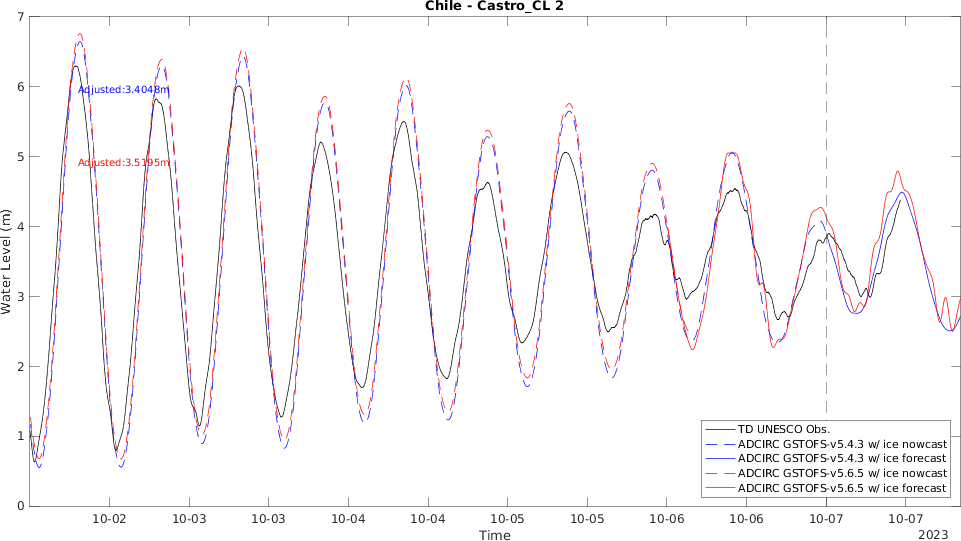 Chile - Castro_CL 2
7
6
5
4
3
2
1
0
Water Level (m)
Adjusted:3.4048m
Adjusted:3.5195m
TD UNESCO Obs.
ADCIRC GSTOFS-v5.4.3 w/ ice nowcast
ADCIRC GSTOFS-v5.4.3 w/ ice forecast
ADCIRC GSTOFS-v5.6.5 w/ ice nowcast
ADCIRC GSTOFS-v5.6.5 w/ ice forecast
10-02 10-03 10-03 10-04 10-04 10-05 10-05 10-06 10-06 10-07 10-07
Time
2023